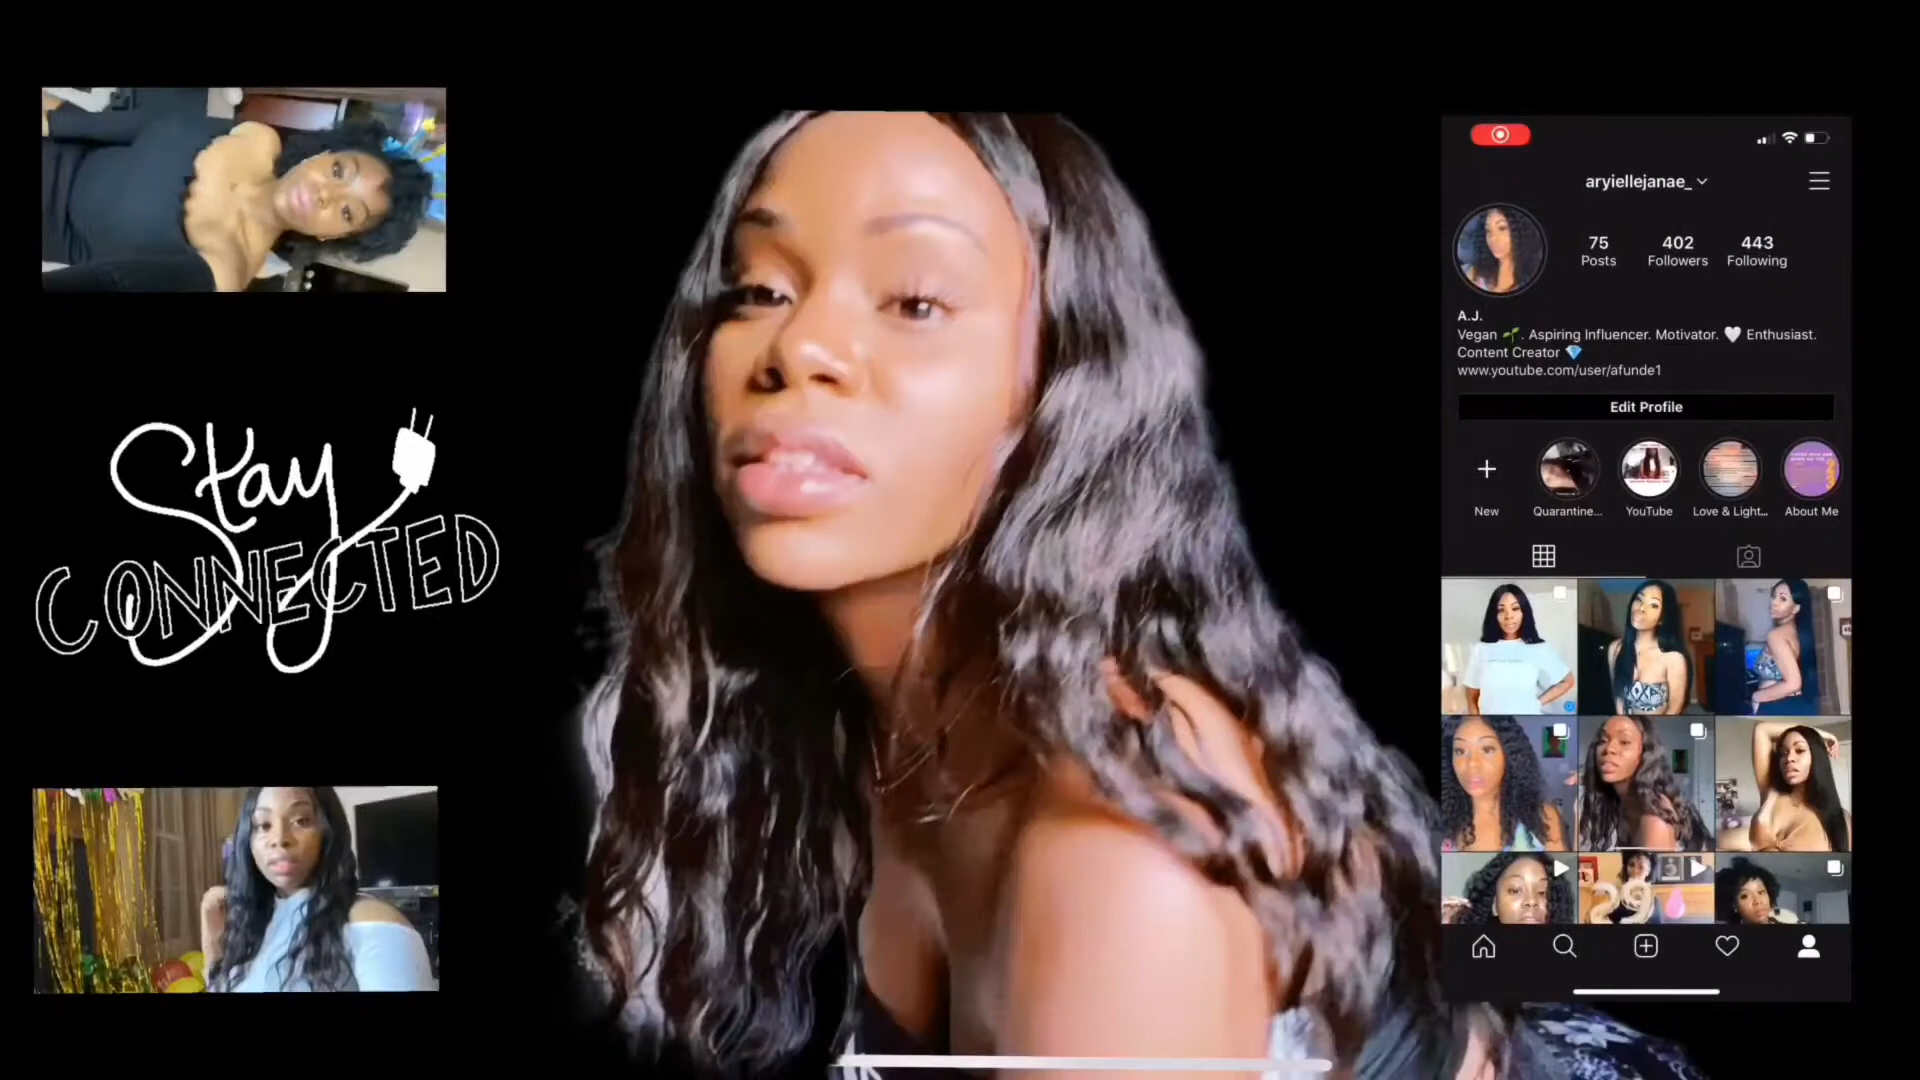 Stay
CONNECTED
aryiellejanae_
75
402
443
Posts
Followers
Following
A.J.
Vegan 🌱. Aspiring Influencer. Motivator. 🤍 Enthusiast.
Content Creator 💎
www.youtube.com/user/afunde1
Edit Profile
New
Quarantine...
YouTube
Love & Light...
About Me
29